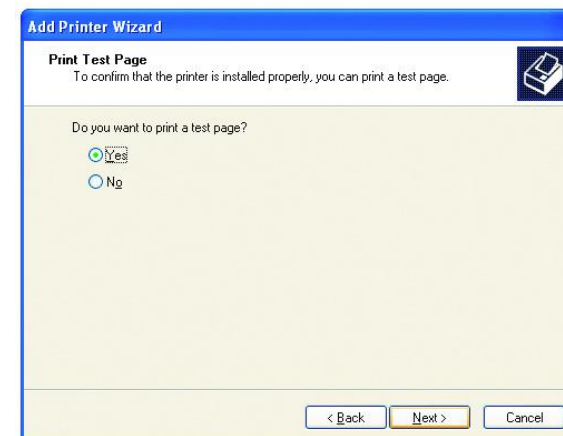 Add Printer Wizard
Print Test Page
To confirm that the printer is installed properly, you can print a test page.
Do you want to print a test page?
Yes
No
< Back
Next >
Cancel